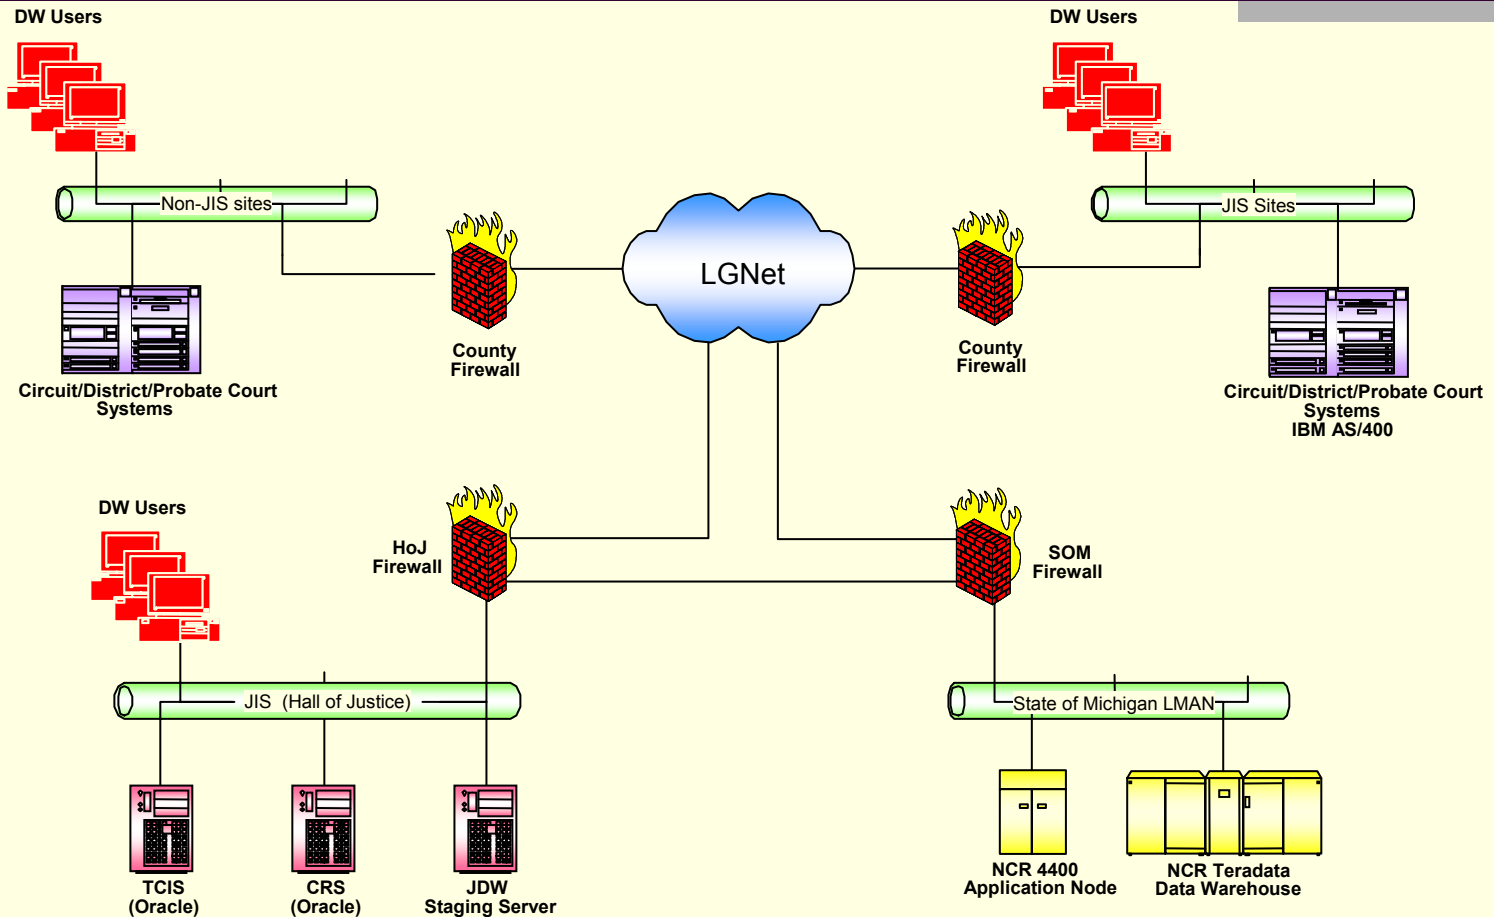 DW Users
DW Users
Non-JIS sites
JIS Sites
LGNet
County
Firewall
County
Firewall
Circuit/District/Probate Court
Systems
Circuit/District/Probate Court
Systems
IBM AS/400
DW Users
HoJ
Firewall
SOM
Firewall
JIS (Hall of Justice)
State of Michigan LMAN
TCIS
(Oracle)
CRS
(Oracle)
JDW
Staging Server
NCR 4400
Application Node
NCR Teradata
Data Warehouse